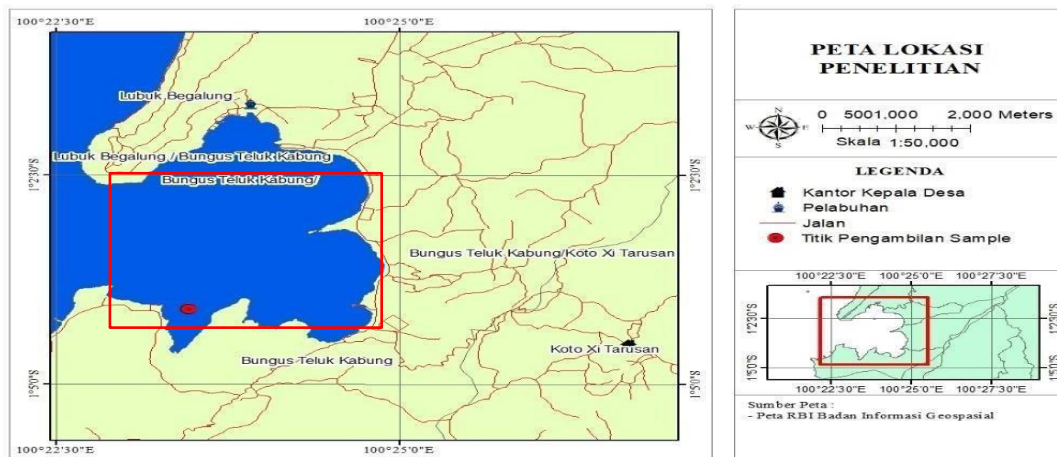 100°22'30"E 100°25'0"E
Lubuk Begalung
Lubuk Begalung / Bungus Teluk Kabung
Bungus Teluk Kabung/
1°2'30"S
1°2'30"S
Bungus Teluk Kabung/Koto Xi Tarusan
Koto Xi Tarusan
Bungus Teluk Kabung
1°5'0"S
1°5'0"S
100°22'30"E 100°25'0"E
PETA LOKASI
PENELITIAN
N
W E
S
0 5001,000 2,000 Meters
Skala 1:50,000
LEGENDA
Kantor Kepala Desa
Pelabuhan
Jalan
Titik Pengambilan Sample
100°22'30"E 100°25'0"E 100°27'30"E
1°2'30"S
1°2'30"S
1°5'0"S
1°5'0"S
100°22'30"E 100°25'0"E 100°27'30"E
Sumber Peta :
- Peta RBI Badan Informasi Geospasial